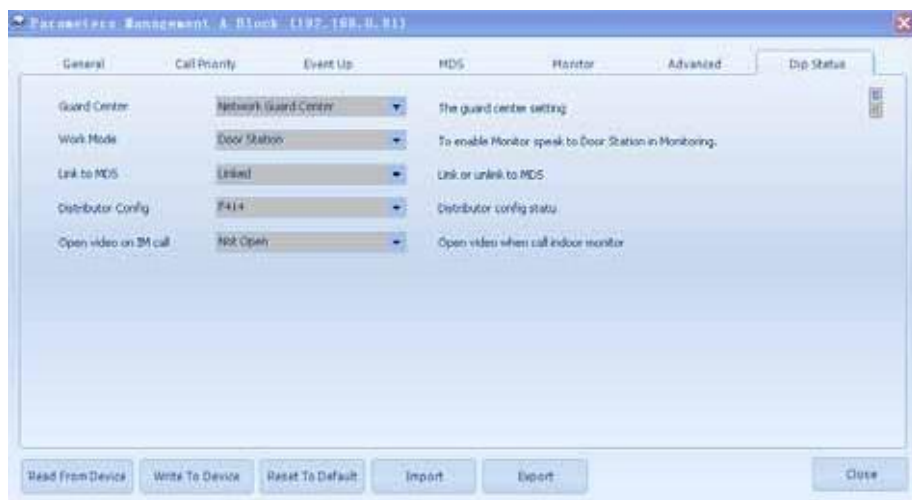 Parameters Management A Block (192.168.0.81)
General Call Priority Event Up MDS Monitor Advanced Dip Status
Guard Center Network Guard Center The guard center setting
Work Mode Door Station To enable Monitor speak to Door Station in Monitoring.
Link to MDS Linked Link or unlink to MDS
Distributor Config F414 Distributor config statu
Open video on IM call Not Open Open video when call indoor monitor
Read From Device Write To Device Reset To Default Import Export Close